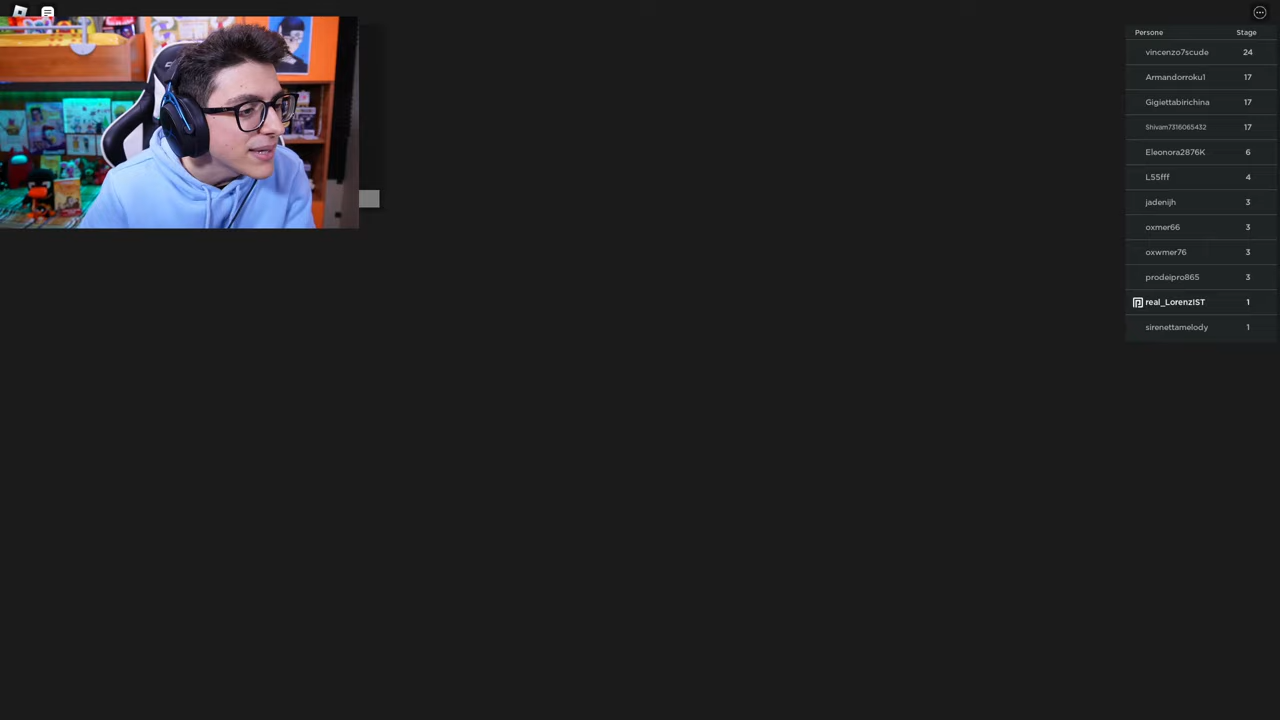 Persone Stage
vincenzo7scude 24
Armandorroku1 17
Gigiettabirichina 17
Shivam7316065432 17
Eleonora2876K 6
LS5fff 4
jadenijh 3
oxmer66 3
oxwmer76 3
prodeipro865 3
real_LorenzIST 1
sirenettamelody 1